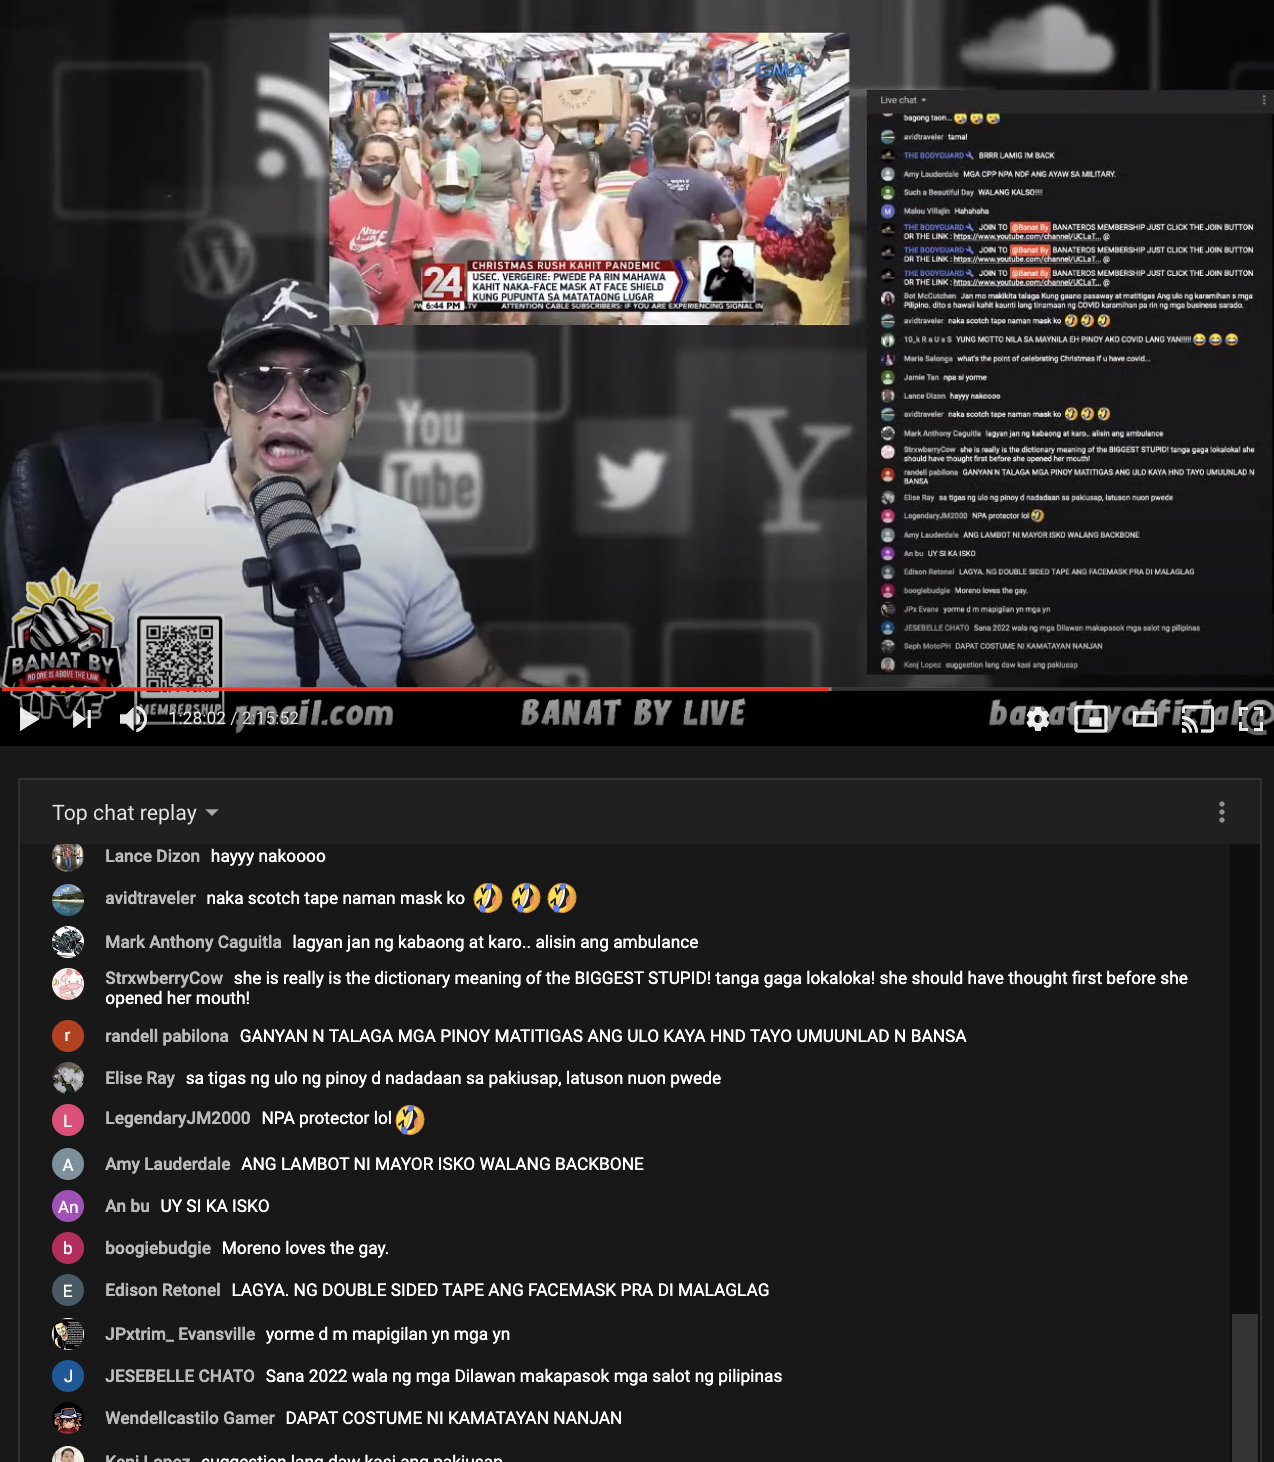 GMA
24
6:44 PM
CHRISTMAS RUSH KAHIT PANDEMIC
USEC. VERGEIRE: PWEDE PA RIN MAHAWA
KAHIT NAKA-FACE MASK AT FACE SHIELD
KUNG PUPUNTA SA MATATAONG LUGAR
ATTENTION CABLE SUBSCRIBERS: IF YOU ARE EXPERIENCING SIGNAL IN
You
Tube
Y
Live chat
bagong taon...
avidtraveler tama!
THE BODYGUARD BRRR LAMIG IM BACK
Amy Lauderdale MGA CPP NPA NDF ANG AYAW SA MILITARY.
Such a Beautiful Day WALANG KALSO!!!!
M Malou Villajin Hahahaha
THE BODYGUARD JOIN TO @Banat By BANATEROS MEMBERSHIP JUST CLICK THE JOIN BUTTON
OR THE LINK : https://www.youtube.com/channel/UCLaT... @
THE BODYGUARD JOIN TO @Banat By BANATEROS MEMBERSHIP JUST CLICK THE JOIN BUTTON
OR THE LINK : https://www.youtube.com/channel/UCLaT... @
THE BODYGUARD JOIN TO @Banat By BANATEROS MEMBERSHIP JUST CLICK THE JOIN BUTTON
OR THE LINK : https://www.youtube.com/channel/UCLaT... @
Bot McCutchen Jan mo makikita talaga Kung gaano pasaway at matitigas Ang ulo ng karamihan s mga
Pilipino. dito s hawaii kahit kaunti lang tinamaan ng COVID karamihan pa rin ng mga business sarado.
avidtraveler naka scotch tape naman mask ko 🤣 🤣 🤣
10_k R a U s S YUNG MOTTO NILA SA MAYNILA EH PINOY AKO COVID LANG YAN!!!!! 😂 😂 😂
Maria Salonga what's the point of celebrating Christmas if u have covid...
Jamie Tan npa si yorme
Lance Dizon hayyy nakoooo
avidtraveler naka scotch tape naman mask ko 🤣 🤣 🤣
Mark Anthony Caguitla lagyan jan ng kabaong at karo.. alisin ang ambulance
StrxwberryCow she is really is the dictionary meaning of the BIGGEST STUPID! tanga gaga lokaloka! she
should have thought first before she opened her mouth!
randell pabilona GANYAN N TALAGA MGA PINOY MATITIGAS ANG ULO KAYA HND TAYO UMUUNLAD N
BANSA
Elise Ray sa tigas ng ulo ng pinoy d nadadaan sa pakiusap, latuson nuon pwede
LegendaryJM2000 NPA protector lol 🤣
Amy Lauderdale ANG LAMBOT NI MAYOR ISKO WALANG BACKBONE
An bu UY SI KA ISKO
Edison Retonel LAGYA. NG DOUBLE SIDED TAPE ANG FACEMASK PRA DI MALAGLAG
boogiebudgie Moreno loves the gay.
JPx Evans yorme d m mapigilan yn mga yn
JESEBELLE CHATO Sana 2022 wala ng mga Dilawan makapasok mga salot ng pilipinas
Seph MotoPH DAPAT COSTUME NI KAMATAYAN NANJAN
Kenj Lopez suggestion lang daw kasi ang pakiusap
BANAT BY
NO ONE IS ABOVE THE LAW
LIVE
MEMBERSHIP
gmail.com
BANAT BY LIVE
banatbyofficial@
1:28:02 / 2:15:52
Top chat replay
Lance Dizon hayyy nakoooo
avidtraveler naka scotch tape naman mask ko 🤣 🤣 🤣
Mark Anthony Caguitla lagyan jan ng kabaong at karo.. alisin ang ambulance
StrxwberryCow she is really is the dictionary meaning of the BIGGEST STUPID! tanga gaga lokaloka! she should have thought first before she
opened her mouth!
r randell pabilona GANYAN N TALAGA MGA PINOY MATITIGAS ANG ULO KAYA HND TAYO UMUUNLAD N BANSA
Elise Ray sa tigas ng ulo ng pinoy d nadadaan sa pakiusap, latuson nuon pwede
L LegendaryJM2000 NPA protector lol 🤣
A Amy Lauderdale ANG LAMBOT NI MAYOR ISKO WALANG BACKBONE
An An bu UY SI KA ISKO
b boogiebudgie Moreno loves the gay.
E Edison Retonel LAGYA. NG DOUBLE SIDED TAPE ANG FACEMASK PRA DI MALAGLAG
JPxtrim_ Evansville yorme d m mapigilan yn mga yn
J JESEBELLE CHATO Sana 2022 wala ng mga Dilawan makapasok mga salot ng pilipinas
Wendellcastilo Gamer DAPAT COSTUME NI KAMATAYAN NANJAN
Kenj Lopez suggestion lang daw kasi ang pakiusap